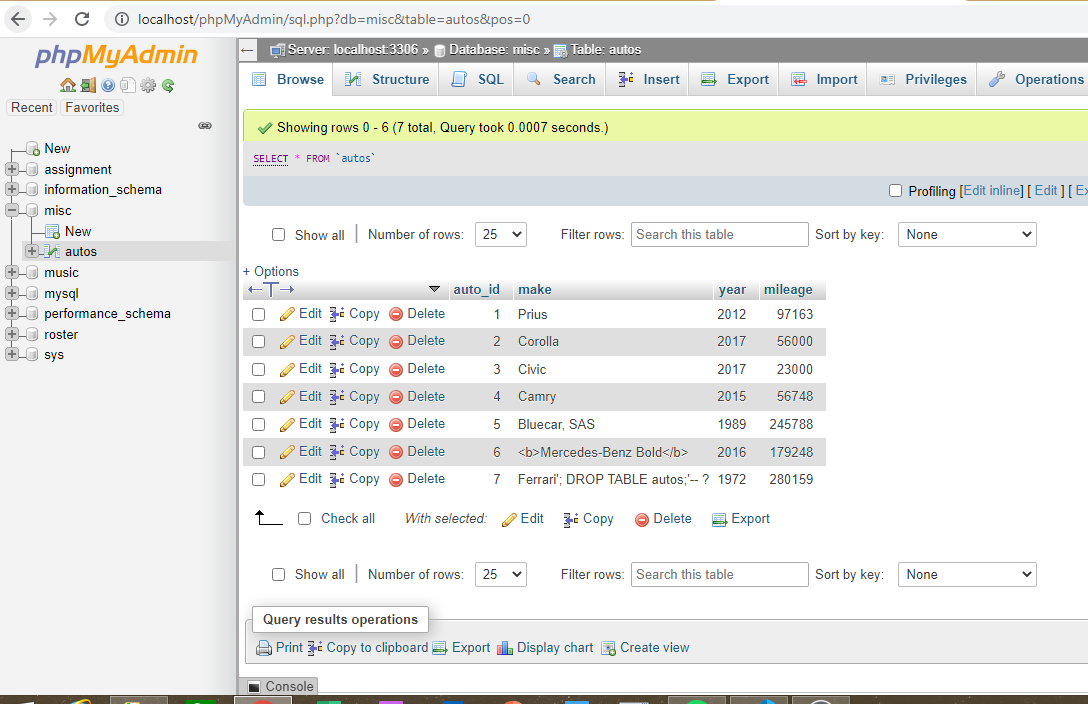 localhost/phpMyAdmin/sql.php?db=misc&table=autos&pos=0
phpMyAdmin
Recent Favorites
New
assignment
information_schema
misc
New
autos
music
mysql
performance_schema
roster
sys
Server: localhost:3306 » Database: misc » Table: autos
Browse Structure SQL Search Insert Export Import Privileges Operations
Showing rows 0 - 6 (7 total, Query took 0.0007 seconds.)
SELECT * FROM `autos`
Profiling [Edit inline] [ Edit ] [ Ex
Show all Number of rows: 25 Filter rows: Search this table Sort by key: None
+ Options
auto_id make year mileage
Edit Copy Delete 1 Prius 2012 97163
Edit Copy Delete 2 Corolla 2017 56000
Edit Copy Delete 3 Civic 2017 23000
Edit Copy Delete 4 Camry 2015 56748
Edit Copy Delete 5 Bluecar, SAS 1989 245788
Edit Copy Delete 6 <b>Mercedes-Benz Bold</b> 2016 179248
Edit Copy Delete 7 Ferrari'; DROP TABLE autos;'-- ? 1972 280159
Check all With selected: Edit Copy Delete Export
Show all Number of rows: 25 Filter rows: Search this table Sort by key: None
Query results operations
Print Copy to clipboard Export Display chart Create view
Console